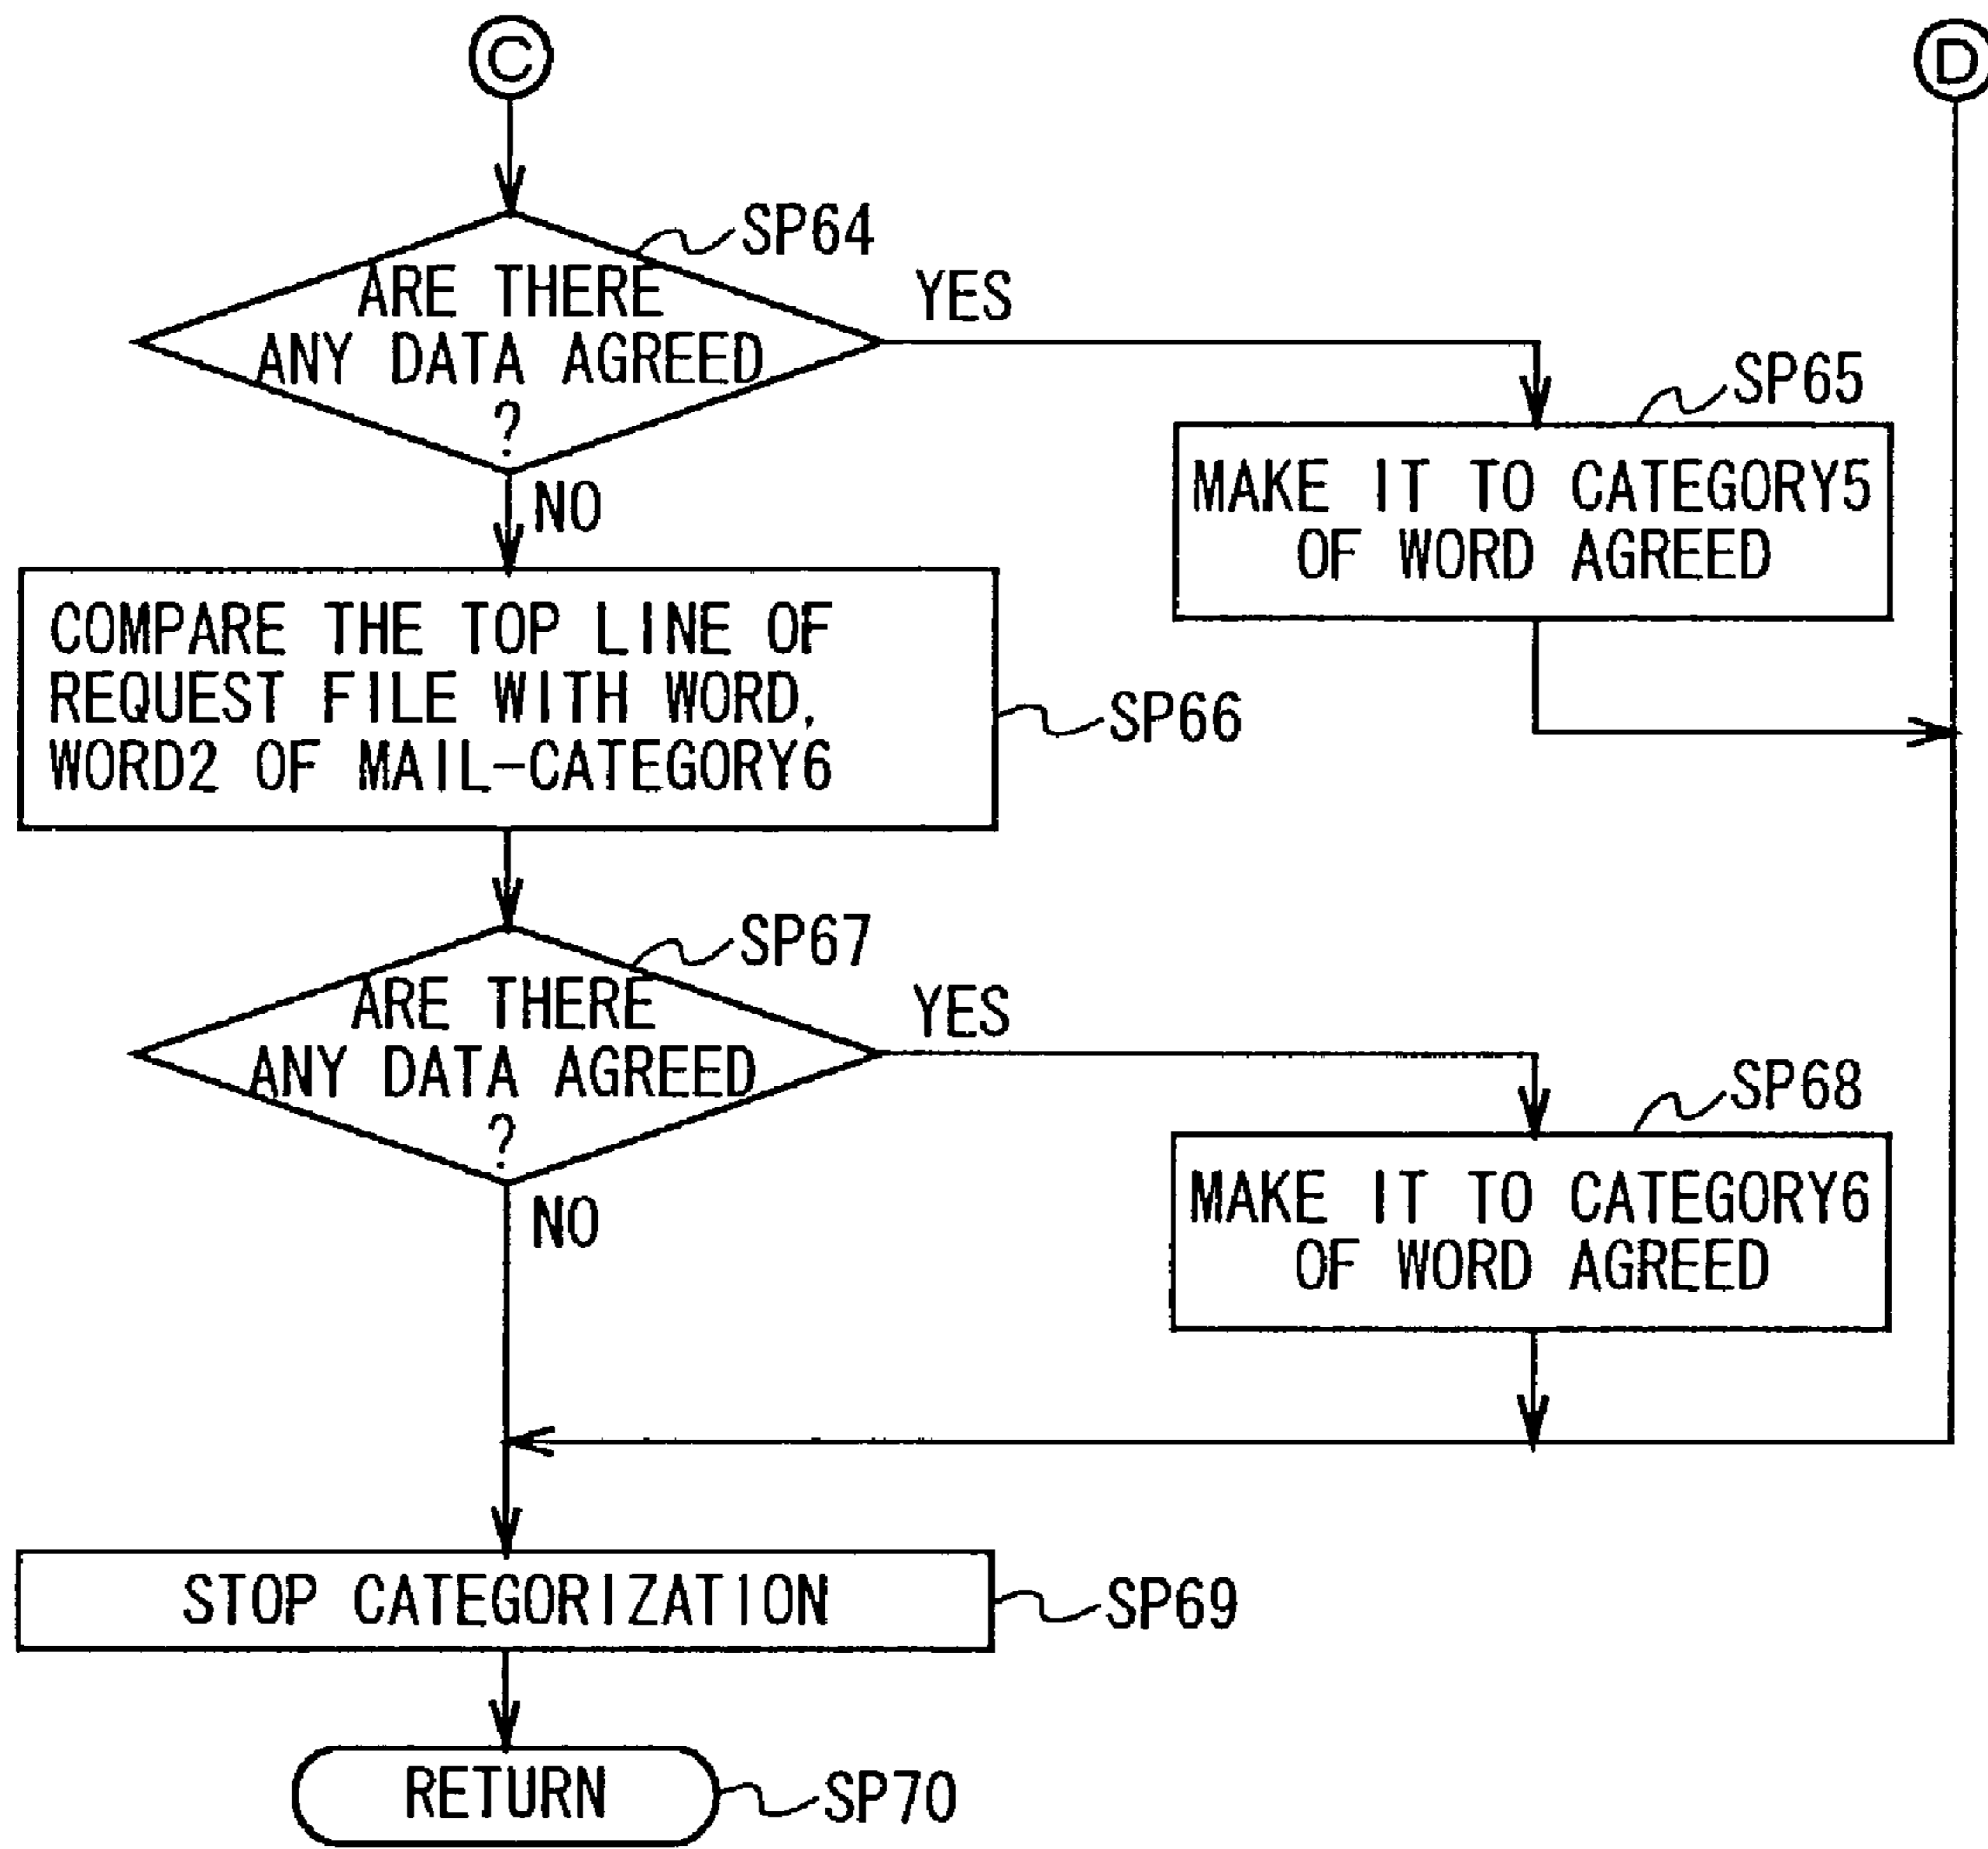 C
D
SP64
ARE THERE
ANY DATA AGREED
?
YES
NO
SP65
MAKE IT TO CATEGORY5
OF WORD AGREED
COMPARE THE TOP LINE OF
REQUEST FILE WITH WORD,
WORD2 OF MAIL-CATEGORY6
SP66
SP67
ARE THERE
ANY DATA AGREED
?
YES
NO
SP68
MAKE IT TO CATEGORY6
OF WORD AGREED
STOP CATEGORIZATION
SP69
RETURN
SP70